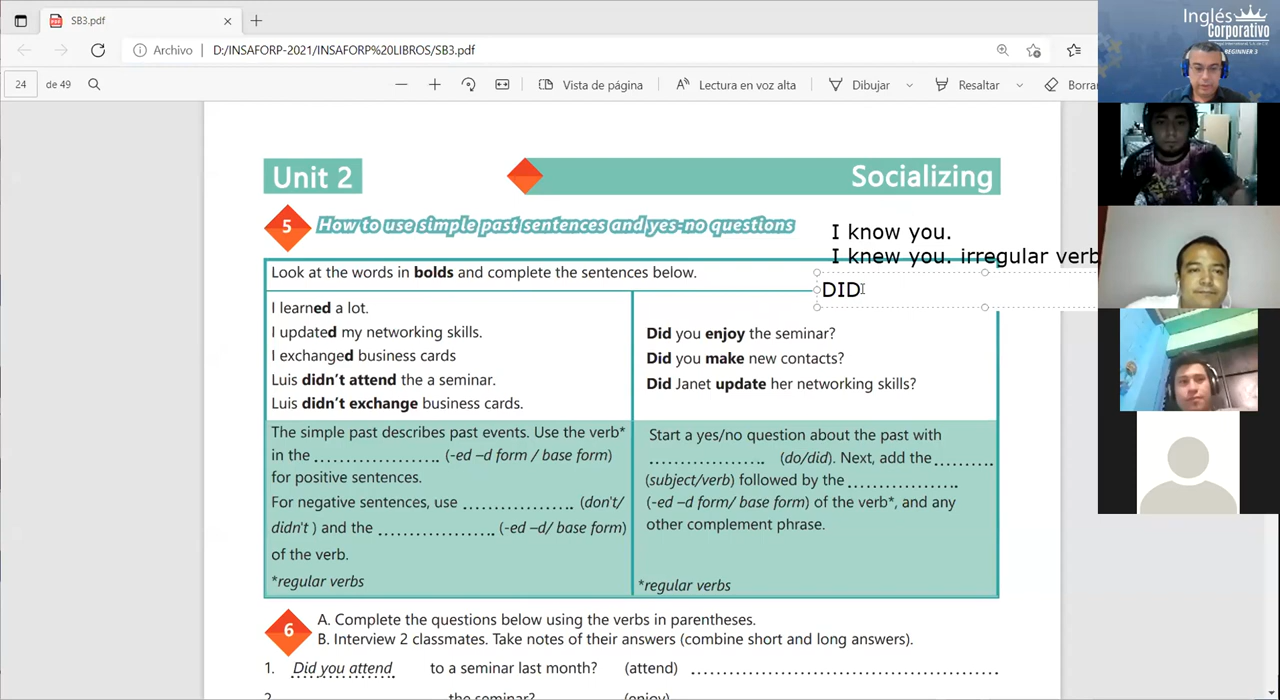 SB3.pdf
Archivo D:/INSAFORP-2021/INSAFORP%20LIBROS/SB3.pdf
24 de 49 Vista de página Lectura en voz alta Dibujar Resaltar Borrar
Inglés
Corporativo
BEGINNER 3
Unit 2 Socializing
5 How to use simple past sentences and yes-no questions
I know you.
I knew you. irregular verb
DID
Look at the words in bolds and complete the sentences below.
I learned a lot.
I updated my networking skills.
I exchanged business cards
Luis didn't attend the a seminar.
Luis didn't exchange business cards.
Did you enjoy the seminar?
Did you make new contacts?
Did Janet update her networking skills?
The simple past describes past events. Use the verb*
in the .................. (-ed –d form / base form)
for positive sentences.
For negative sentences, use ................ (don't/
didn't ) and the ................. (-ed –d/ base form)
of the verb.
*regular verbs
Start a yes/no question about the past with
................. (do/did). Next, add the .........
(subject/verb) followed by the ................
(-ed –d form/ base form) of the verb*, and any
other complement phrase.
*regular verbs
6 A. Complete the questions below using the verbs in parentheses.
B. Interview 2 classmates. Take notes of their answers (combine short and long answers).
1. Did you attend to a seminar last month? (attend) ..............................................
2. the seminar? (enjoy)